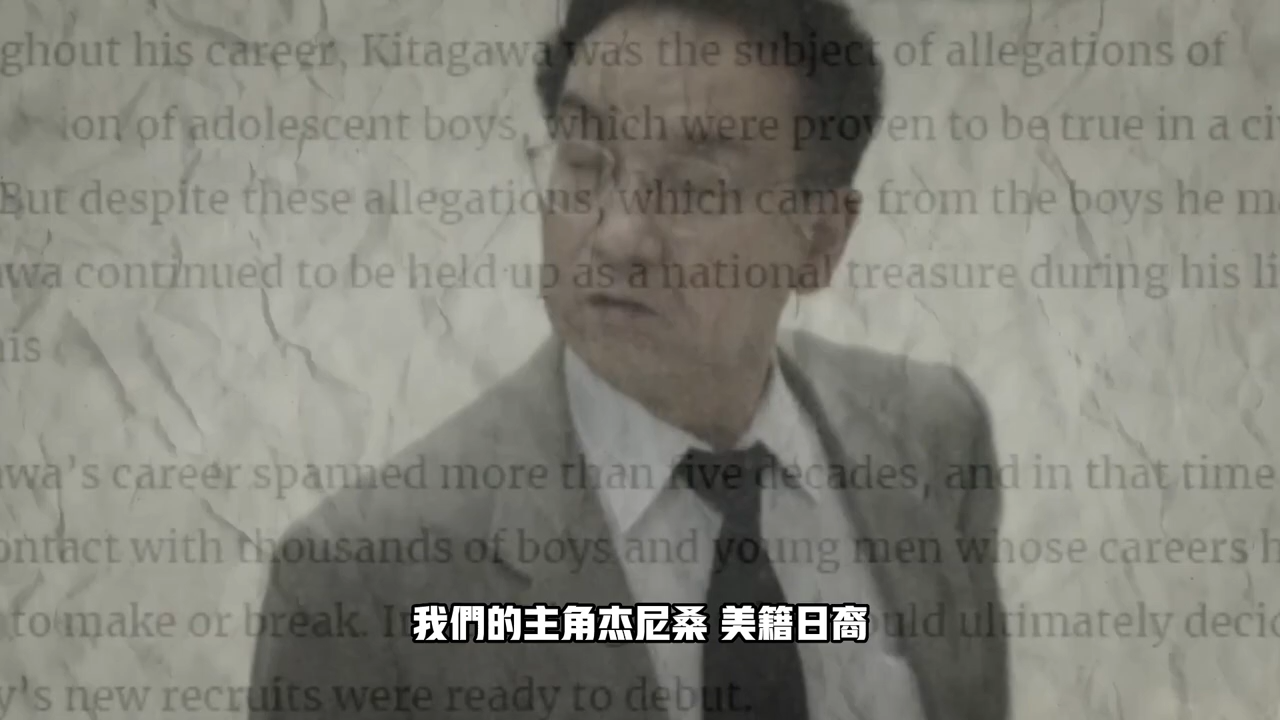 ghout his career, Kitagawa was the subject of allegations of
ion of adolescent boys, which were proven to be true in a ci
But despite these allegations, which came from the boys he m
wa continued to be held up as a national treasure during his li
his
wa's career spanned more than five decades, and in that time
ontact with thousands of boys and young men whose careers h
to make or break. I uld ultimately decid
我們的主角杰尼桑 美籍日裔
y's new recruits were ready to debut.